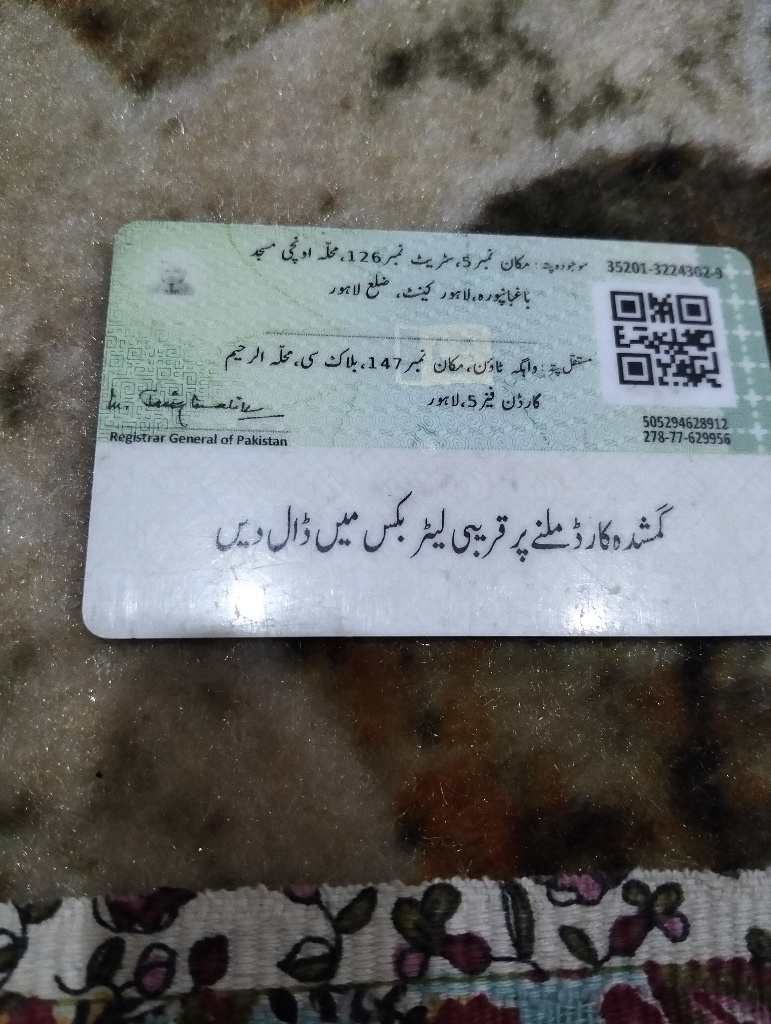 موجودہ پتہ: مکان نمبر 5، سٹریٹ نمبر 126، محلہ اونچی مسجد
باغبانپورہ، لاہور کینٹ، ضلع لاہور
35201-3224302-9
مستقل پتہ: واہگہ ٹاؤن، مکان نمبر 147، بلاک سی، محلہ الرحیم
گارڈن فیز 5، لاہور
505294628912
278-77-629956
Registrar General of Pakistan
گمشدہ کارڈ ملنے پر قریبی لیٹر بکس میں ڈال دیں